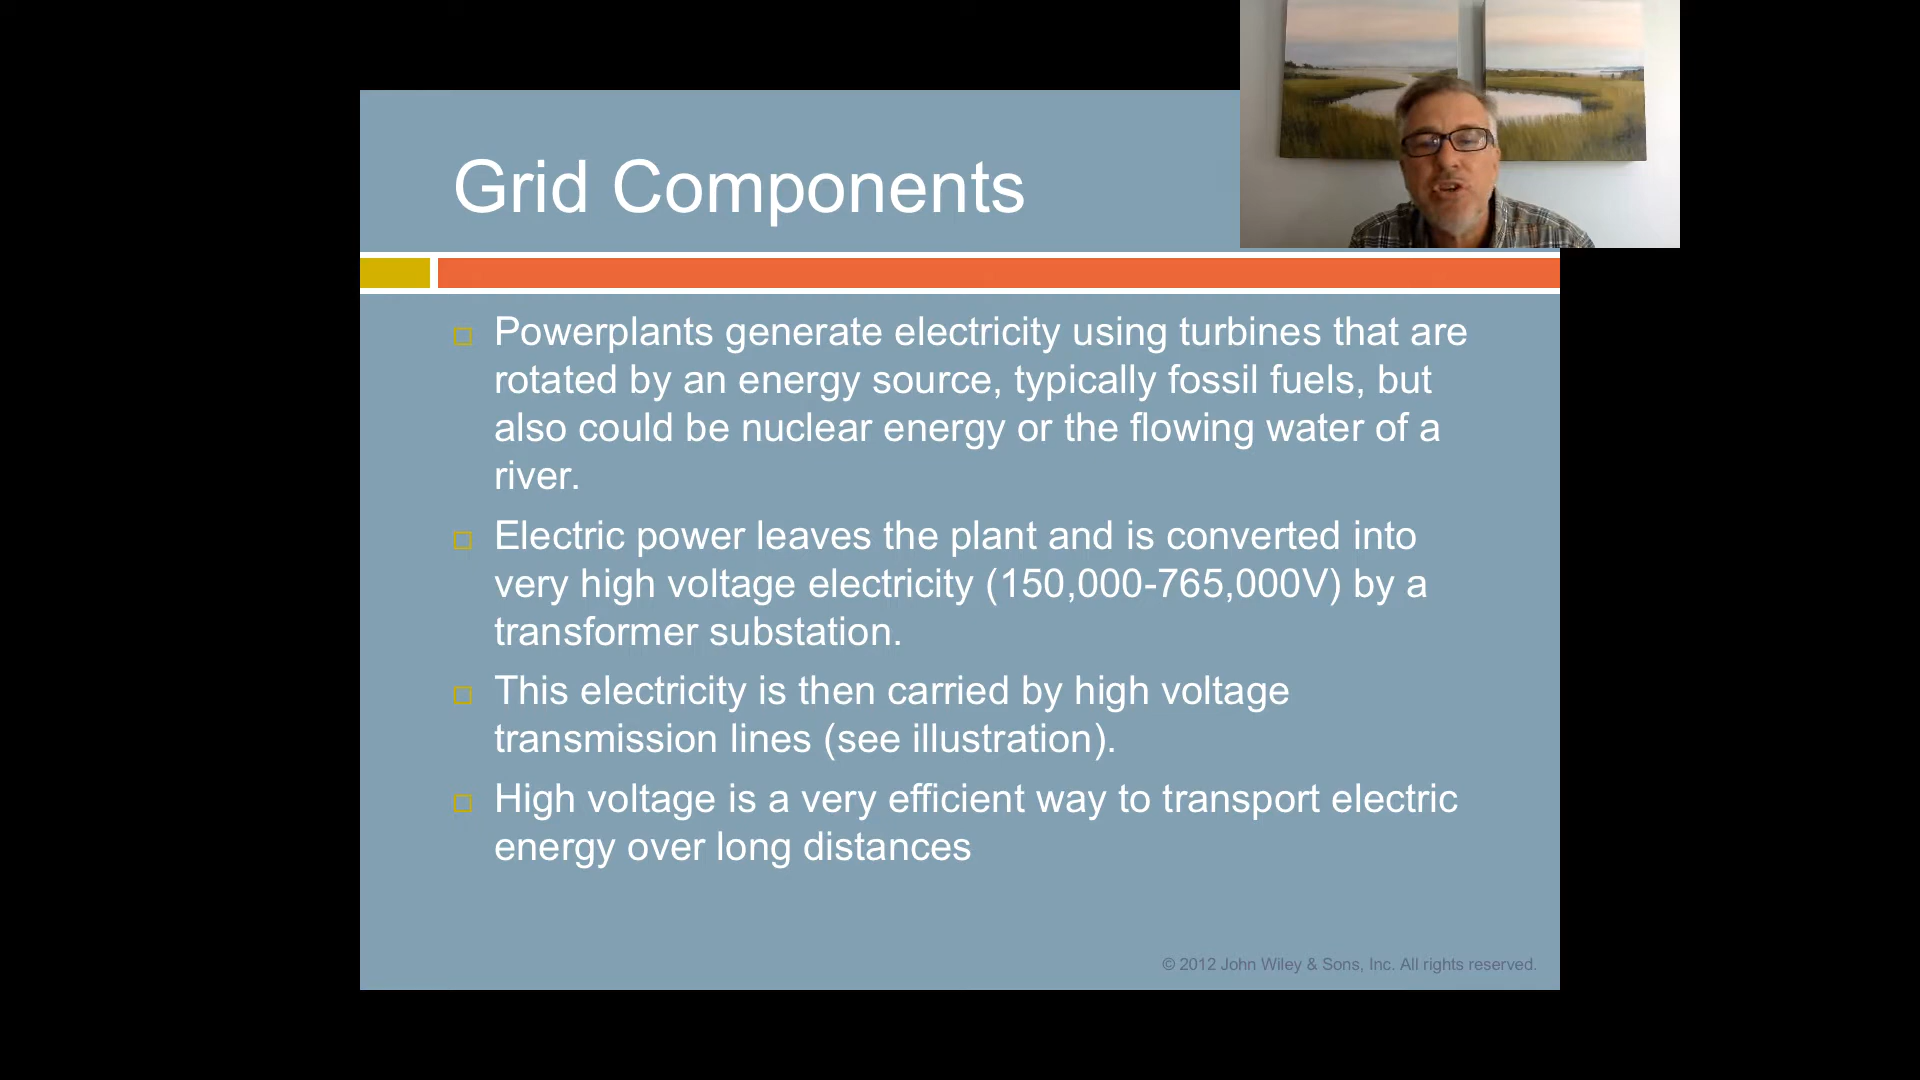 Grid Components
Powerplants generate electricity using turbines that are
rotated by an energy source, typically fossil fuels, but
also could be nuclear energy or the flowing water of a
river.
Electric power leaves the plant and is converted into
very high voltage electricity (150,000-765,000V) by a
transformer substation.
This electricity is then carried by high voltage
transmission lines (see illustration).
High voltage is a very efficient way to transport electric
energy over long distances
© 2012 John Wiley & Sons, Inc. All rights reserved.